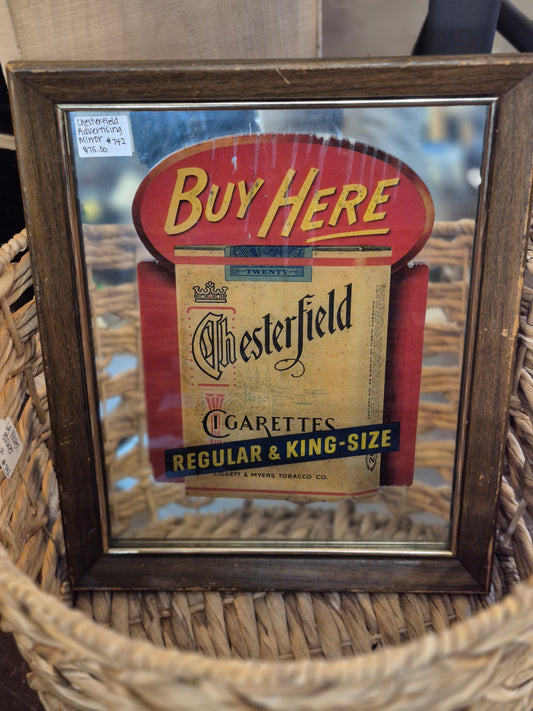 Chesterfield
Advertising
Mirror #742
$75.00
BUY HERE
TWENTY
Chesterfield
CIGARETTES
REGULAR & KING-SIZE
LIGGETT & MYERS TOBACCO CO.